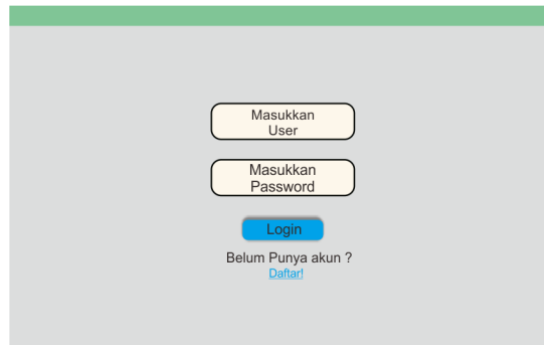 Masukkan
User
Masukkan
Password
Login
Belum Punya akun ?
Daftar!